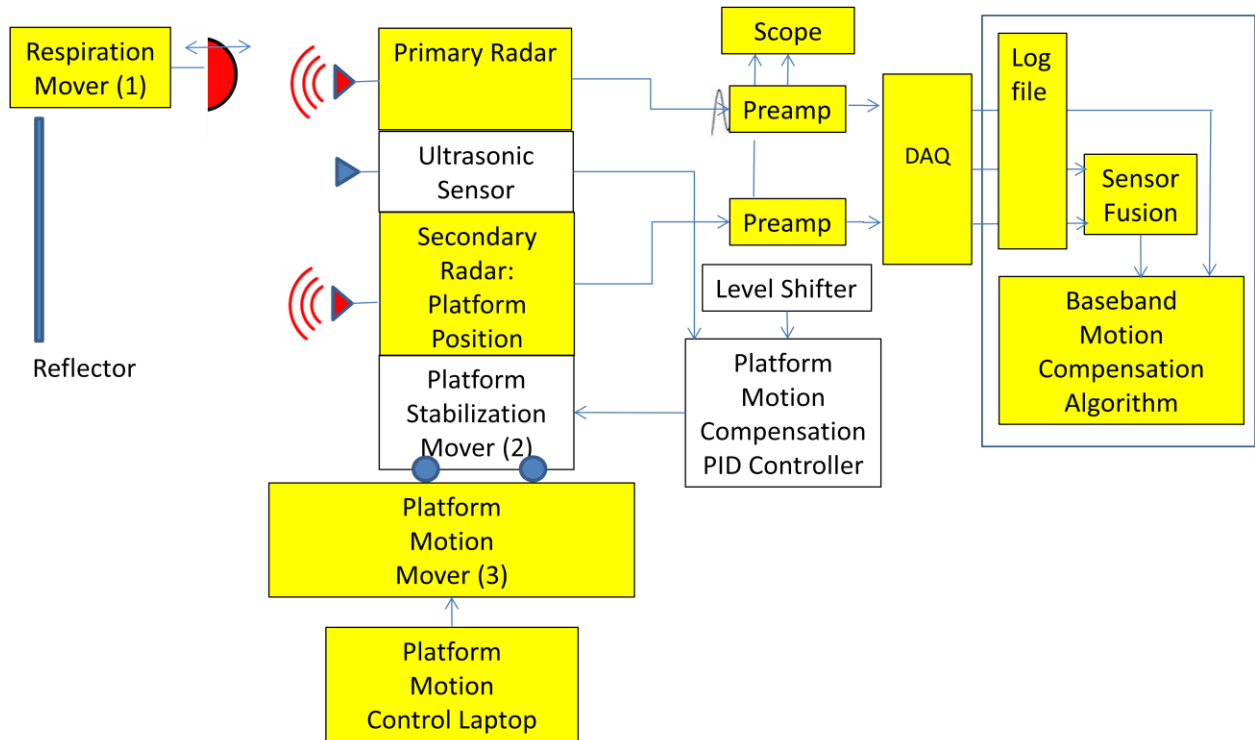 Respiration
Mover (1)
Reflector
Primary Radar
Ultrasonic
Sensor
Secondary
Radar:
Platform
Position
Platform
Stabilization
Mover (2)
Platform
Motion
Mover (3)
Platform
Motion
Control Laptop
Scope
Preamp
Preamp
Level Shifter
Platform
Motion
Compensation
PID Controller
DAQ
Log
file
Sensor
Fusion
Baseband
Motion
Compensation
Algorithm